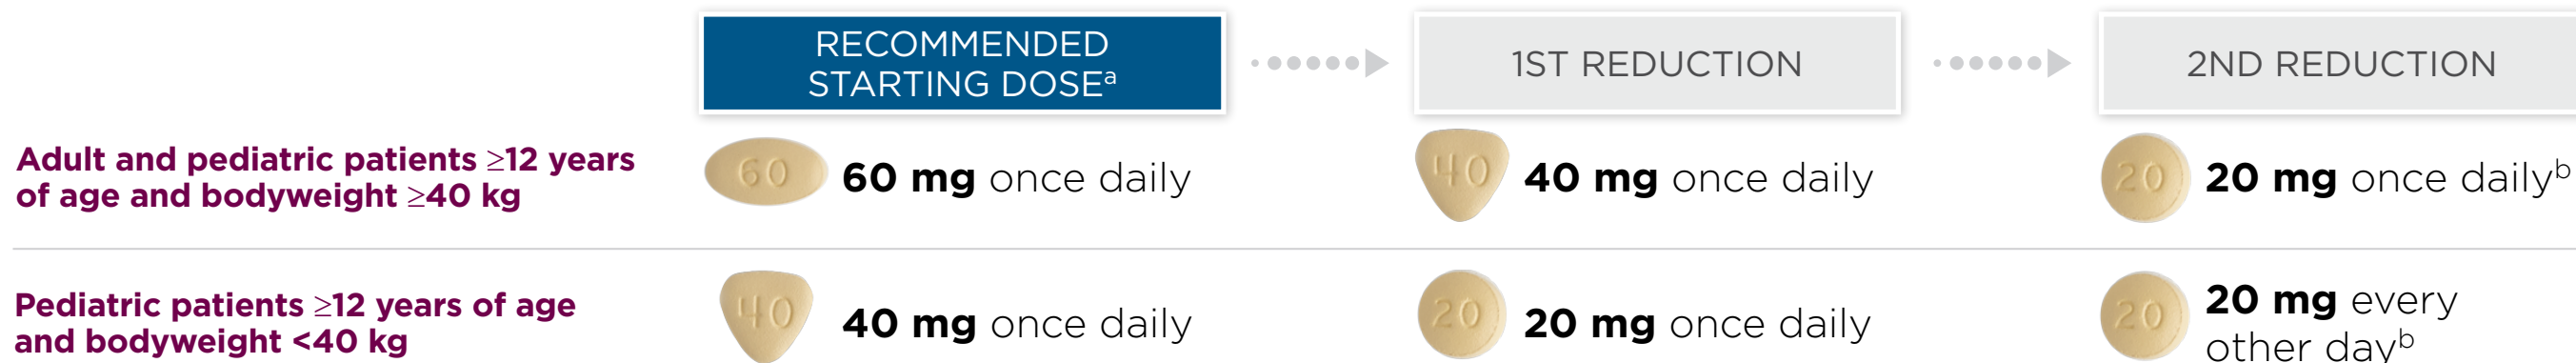 RECOMMENDED
STARTING DOSEᵃ
1ST REDUCTION
2ND REDUCTION
Adult and pediatric patients ≥12 years
of age and bodyweight ≥40 kg
60
60 mg once daily
40
40 mg once daily
20
20 mg once dailyᵇ
Pediatric patients ≥12 years of age
and bodyweight <40 kg
40
40 mg once daily
20
20 mg once daily
20
20 mg every
other dayᵇ